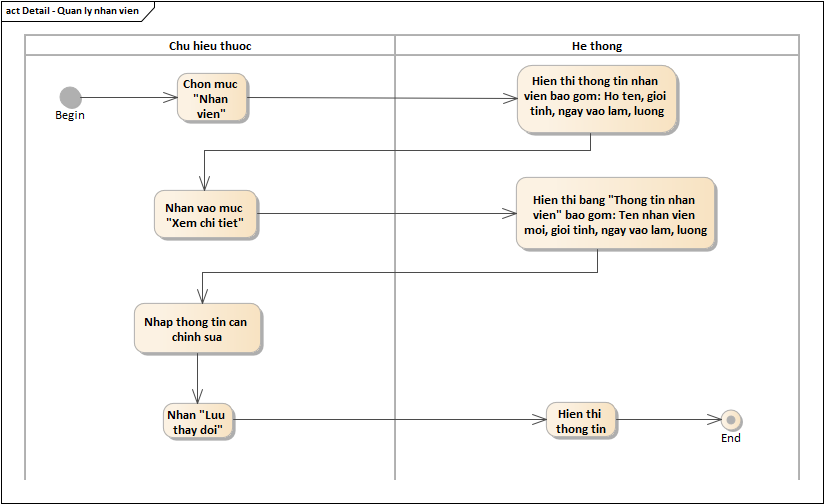 act Detail - Quan ly nhan vien
Chu hieu thuoc
He thong
Begin
Chon muc
"Nhan
vien"
Hien thi thong tin nhan
vien bao gom: Ho ten, gioi
tinh, ngay vao lam, luong
Nhan vao muc
"Xem chi tiet"
Hien thi bang "Thong tin nhan
vien" bao gom: Ten nhan vien
moi, gioi tinh, ngay vao lam, luong
Nhap thong tin can
chinh sua
Nhan "Luu
thay doi"
Hien thi
thong tin
End